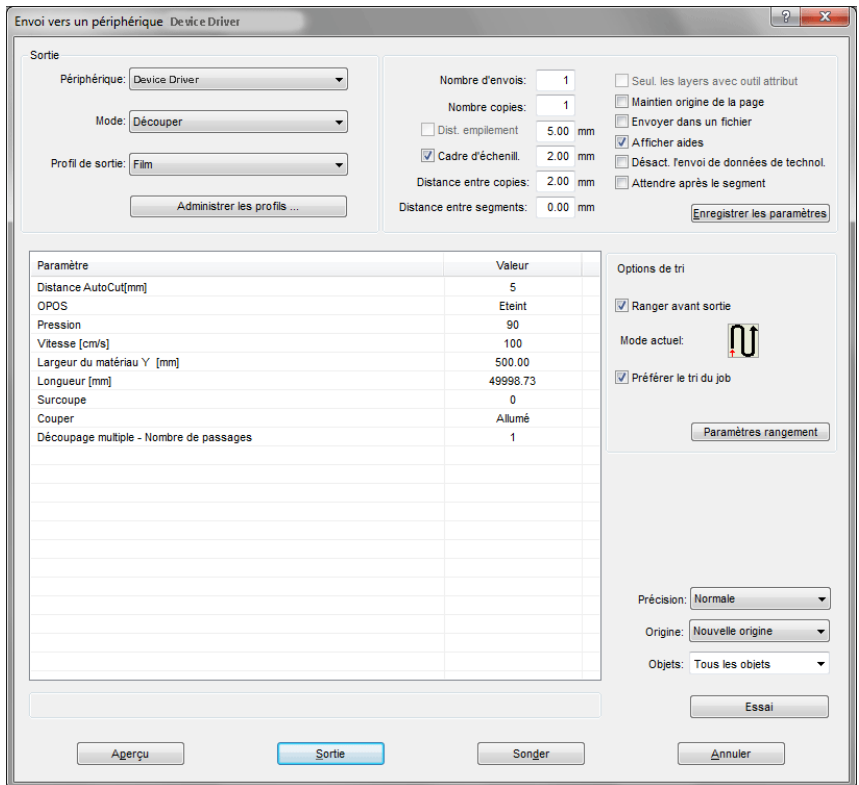 Envoi vers un périphérique Device Driver
Sortie
Périphérique: Device Driver
Mode: Découper
Profil de sortie: Film
Administrer les profils ...
Nombre d'envois: 1
Nombre copies: 1
Dist. empilement 5.00 mm
Cadre d'échenill. 2.00 mm
Distance entre copies: 2.00 mm
Distance entre segments: 0.00 mm
Seul. les layers avec outil attribut
Maintien origine de la page
Envoyer dans un fichier
Afficher aides
Désact. l'envoi de données de technol.
Attendre après le segment
Enregistrer les paramètres
Paramètre Valeur
Distance AutoCut[mm] 5
OPOS Eteint
Pression 90
Vitesse [cm/s] 100
Largeur du matériau Y [mm] 500.00
Longueur [mm] 49998.73
Surcoupe 0
Couper Allumé
Découpage multiple - Nombre de passages 1
Options de tri
Ranger avant sortie
Mode actuel:
Préférer le tri du job
Paramètres rangement
Précision: Normale
Origine: Nouvelle origine
Objets: Tous les objets
Essai
Aperçu
Sortie
Sonder
Annuler